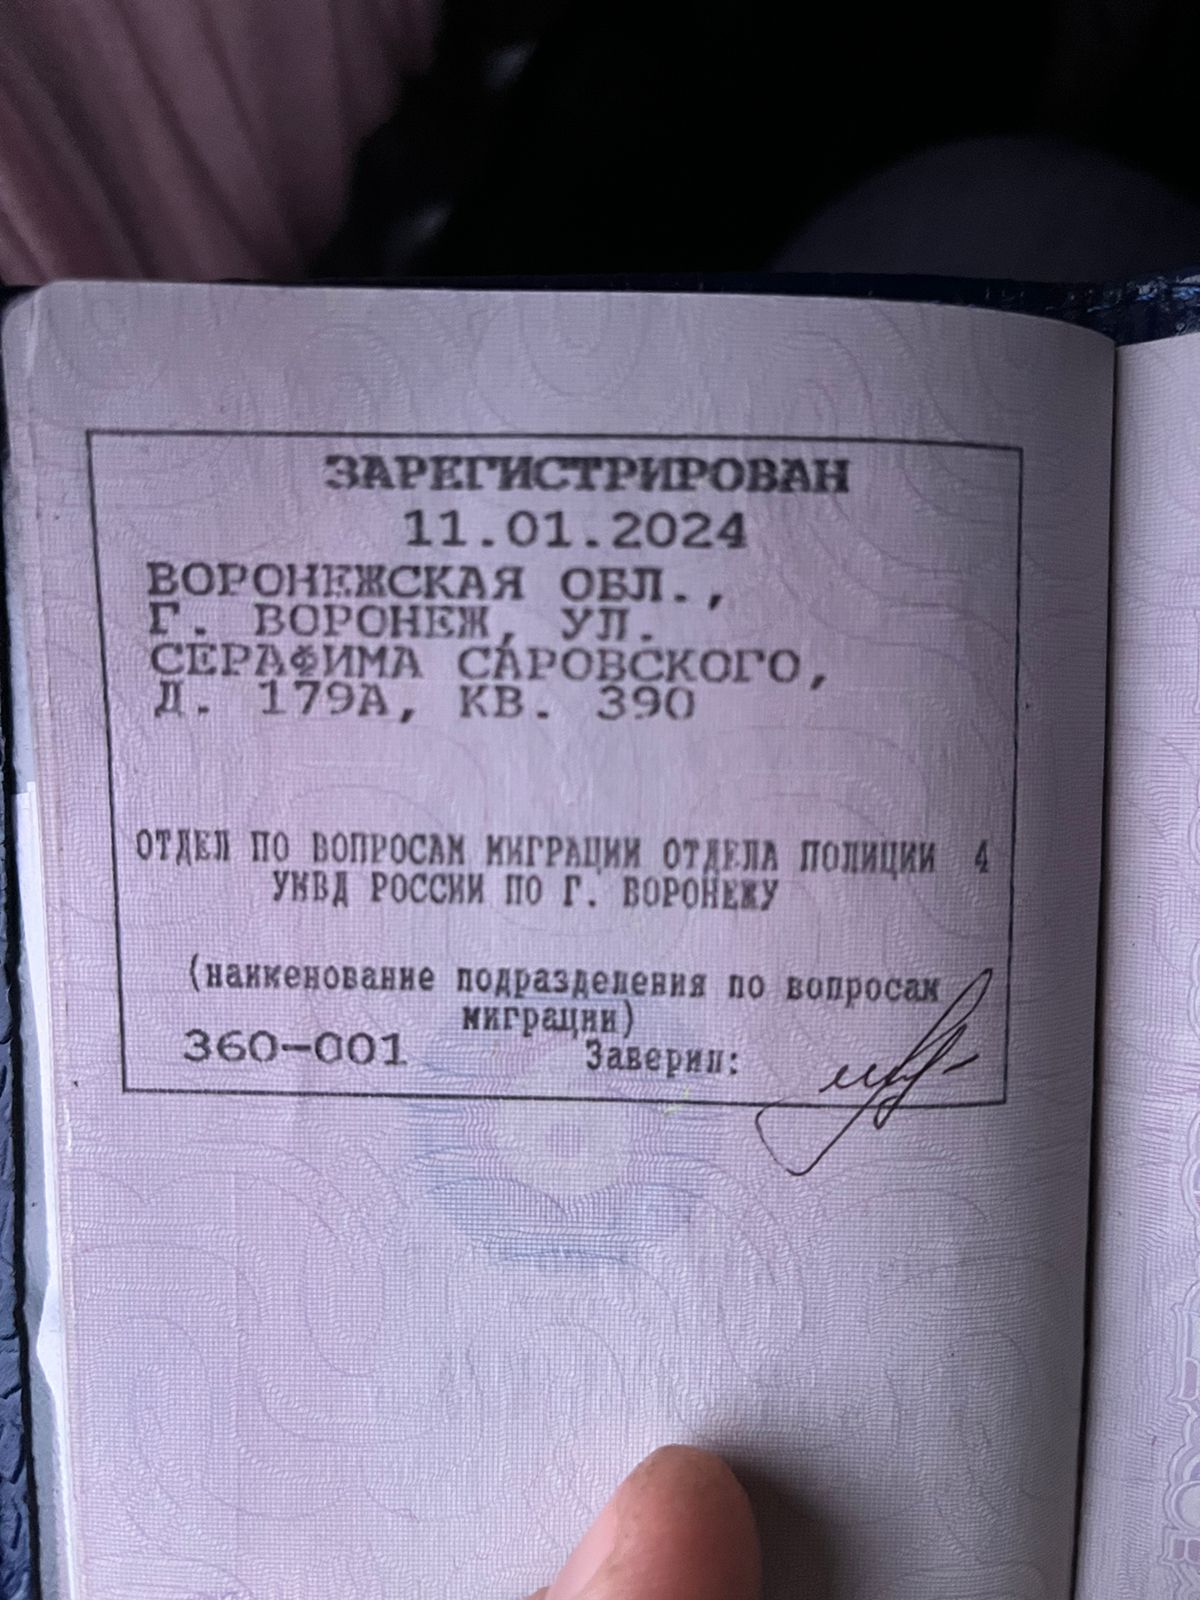 ЗАРЕГИСТРИРОВАН
11.01.2024
ВОРОНЕЖСКАЯ ОБЛ.,
Г. ВОРОНЕЖ, УЛ.
СЕРАФИМА САРОВСКОГО,
Д. 179А, КВ. 390
ОТДЕЛ ПО ВОПРОСАМ МИГРАЦИИ ОТДЕЛА ПОЛИЦИИ 4
УМВД РОССИИ ПО Г. ВОРОНЕЖУ
(наименование подразделения по вопросам
миграции)
360-001 Заверил: